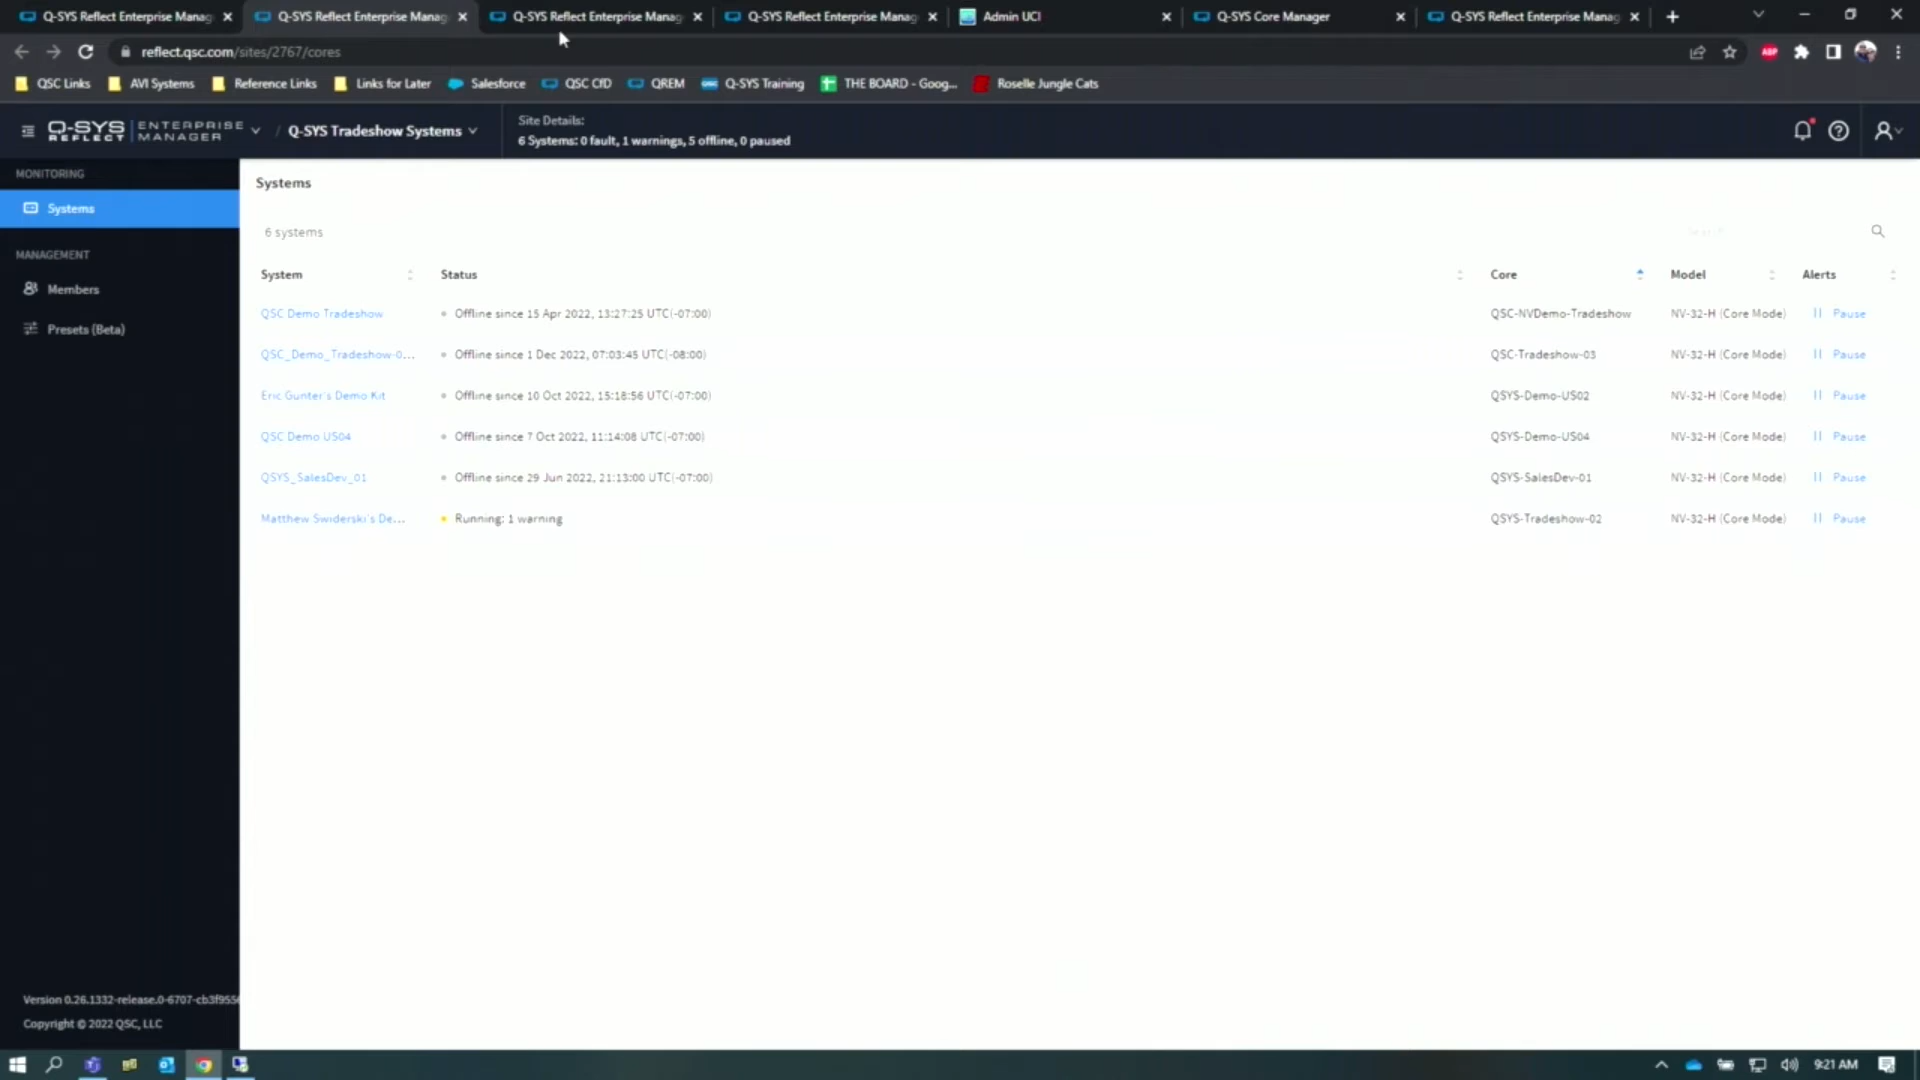 Q-SYS Reflect Enterprise Manag
Q-SYS Reflect Enterprise Manag
Q-SYS Reflect Enterprise Manag
Q-SYS Reflect Enterprise Manag
Admin UCI
Q-SYS Core Manager
Q-SYS Reflect Enterprise Manag
reflect.qsc.com/sites/2767/cores
ABP
QSC Links
AVI Systems
Reference Links
Links for Later
Salesforce
QSC CfD
QREM
Q-SYS Training
THE BOARD - Goog...
Roselle Jungle Cats
Q-SYS REFLECT ENTERPRISE MANAGER
/ Q-SYS Tradeshow Systems
Site Details:
6 Systems: 0 fault, 1 warnings, 5 offline, 0 paused
MONITORING
Systems
MANAGEMENT
Members
Presets (Beta)
Systems
6 systems
Search
System Status Core Model Alerts
QSC Demo Tradeshow Offline since 15 Apr 2022, 13:27:25 UTC(-07:00) QSC-NVDemo-Tradeshow NV-32-H (Core Mode) Pause
QSC_Demo_Tradeshow-0... Offline since 1 Dec 2022, 07:03:45 UTC(-08:00) QSC-Tradeshow-03 NV-32-H (Core Mode) Pause
Eric Gunter's Demo Kit Offline since 10 Oct 2022, 15:18:56 UTC(-07:00) QSYS-Demo-US02 NV-32-H (Core Mode) Pause
QSC Demo US04 Offline since 7 Oct 2022, 11:14:08 UTC(-07:00) QSYS-Demo-US04 NV-32-H (Core Mode) Pause
QSYS_SalesDev_01 Offline since 29 Jun 2022, 21:13:00 UTC(-07:00) QSYS-SalesDev-01 NV-32-H (Core Mode) Pause
Matthew Swiderski's De... Running: 1 warning QSYS-Tradeshow-02 NV-32-H (Core Mode) Pause
Version 0.26.1332-release.0-6707-cb3f955
Copyright © 2022 QSC, LLC
9:21 AM